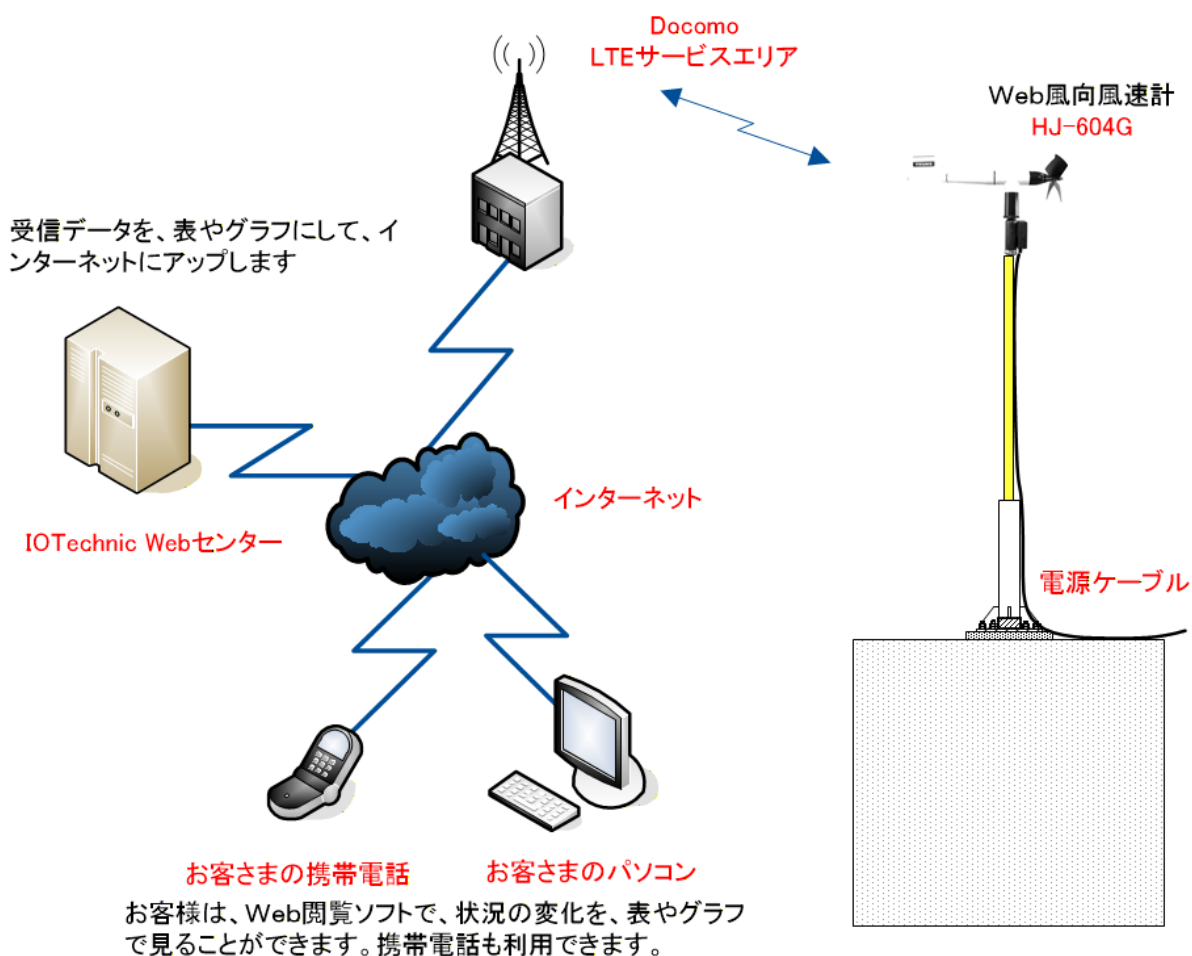 Docomo
LTEサービスエリア
Web風向風速計
HJ-604G
受信データを、表やグラフにして、イ
ンターネットにアップします
インターネット
IOTechnic Webセンター
電源ケーブル
お客さまの携帯電話
お客さまのパソコン
お客様は、Web閲覧ソフトで、状況の変化を、表やグラフ
で見ることができます。携帯電話も利用できます。